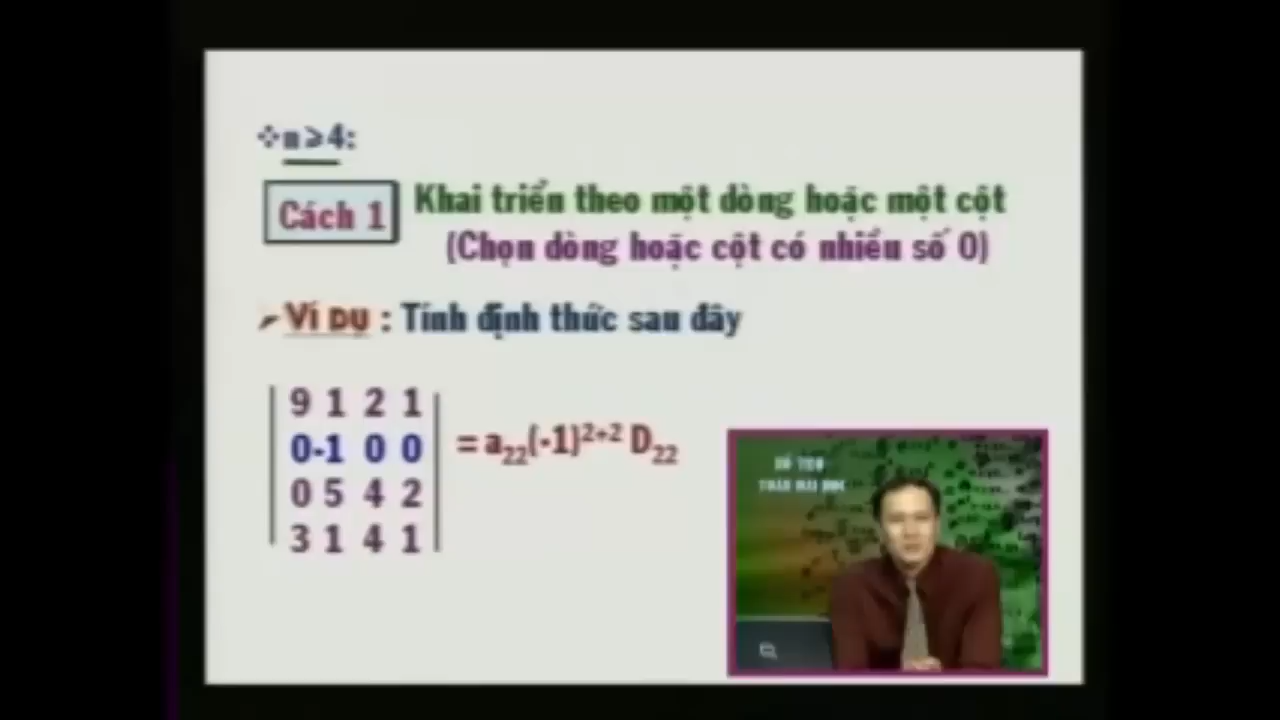 ❖n≥4:
Cách 1
Khai triển theo một dòng hoặc một cột
(Chọn dòng hoặc cột có nhiều số 0)
➢Ví Dụ : Tính định thức sau đây
9 1 2 1
0-1 0 0
0 5 4 2
3 1 4 1
= a₂₂(-1)²⁺² D₂₂